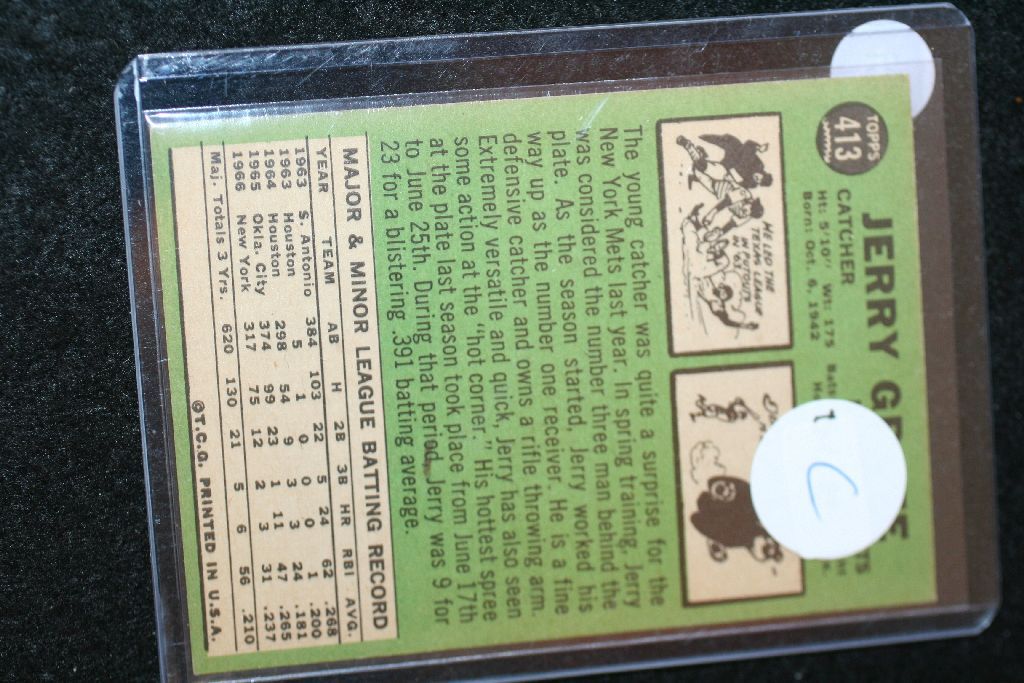 TOPPS
413
JERRY
CATCHER
Ht: 5'10" Wt: 175
Born: Oct. 6, 1942
C
HE LED THE
TEXAS LEAGUE
IN PUTOUTS
IN '63
The young catcher was quite a surprise for the
New York Mets last year. In spring training, Jerry
was considered the number three man behind the
plate. As the season started, Jerry worked his
way up as the number one receiver. He is a fine
defensive catcher and owns a rifle throwing arm.
Extremely versatile and quick, Jerry has also seen
some action at the "hot corner." His hottest spree
at the plate last season took place from June 17th
to June 25th. During that period, Jerry was 9 for
23 for a blistering .391 batting average.
MAJOR & MINOR LEAGUE BATTING RECORD
YEAR TEAM AB H 2B 3B HR RBI AVG.
1963 S. Antonio 384 103 22 5 24 62 .268
1963 Houston 5 1 0 0 0 1 .200
1964 Houston 298 54 9 3 3 24 .181
1965 Okla. City 374 99 23 1 11 47 .265
1966 New York 317 75 12 2 3 31 .237
Maj. Totals 3 Yrs. 620 130 21 5 6 56 .210
©T.C.G. PRINTED IN U.S.A.